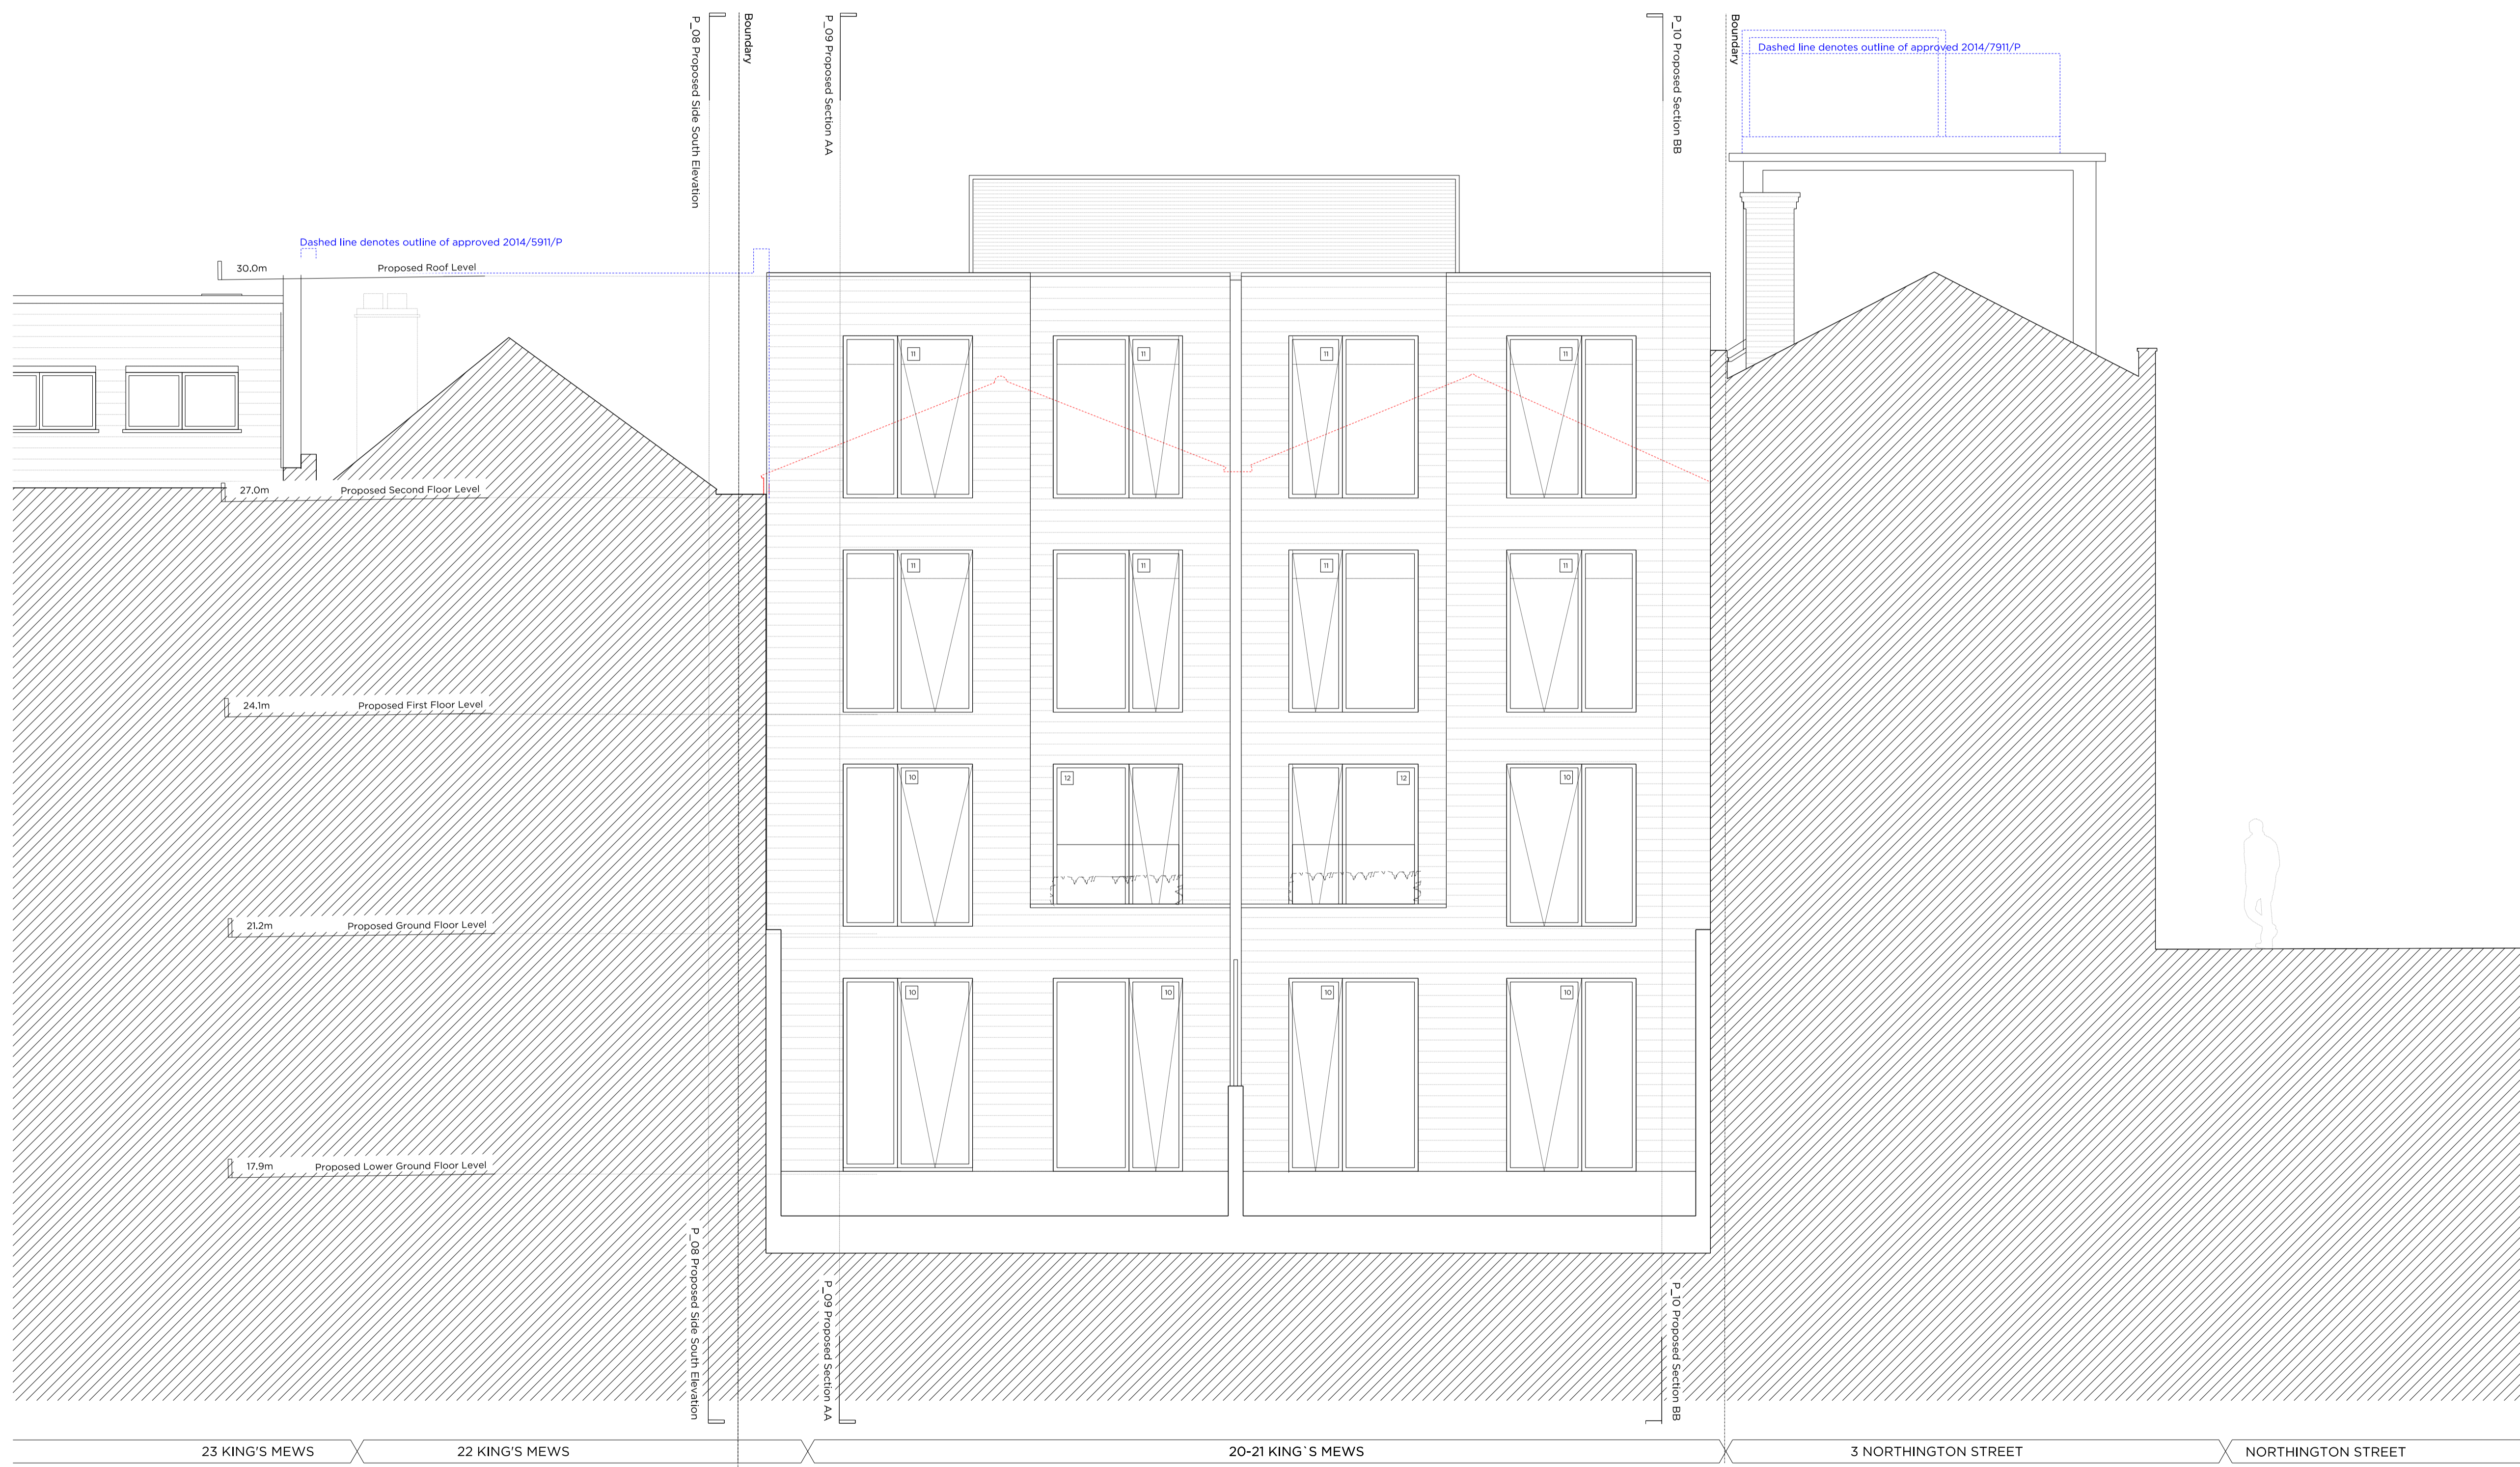 P_08 Proposed Side South Elevation
Boundary
P_09 Proposed Section AA
P_10 Proposed Section BB
Boundary
Dashed line denotes outline of approved 2014/7911/P
Dashed line denotes outline of approved 2014/5911/P
30.0m Proposed Roof Level
11 11 11 11
27.0m Proposed Second Floor Level
11 11 11 11
24.1m Proposed First Floor Level
10 12 12 10
21.2m Proposed Ground Floor Level
10 10 10 10
17.9m Proposed Lower Ground Floor Level
P_08 Proposed Side South Elevation
P_09 Proposed Section AA
P_10 Proposed Section BB
23 KING'S MEWS
22 KING'S MEWS
20-21 KING`S MEWS
3 NORTHINGTON STREET
NORTHINGTON STREET